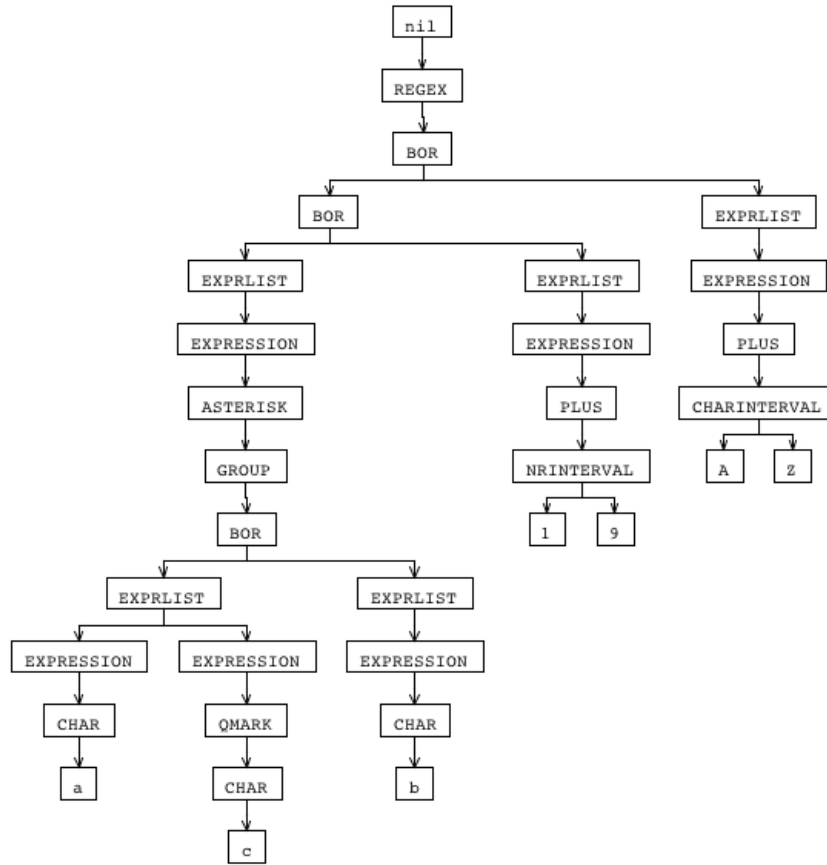 nil
REGEX
BOR
BOR EXPRLIST
EXPRLIST EXPRLIST EXPRESSION
EXPRESSION EXPRESSION PLUS
ASTERISK PLUS CHARINTERVAL
GROUP NRINTERVAL A Z
BOR 1 9
EXPRLIST EXPRLIST
EXPRESSION EXPRESSION EXPRESSION
CHAR QMARK CHAR
a CHAR b
c